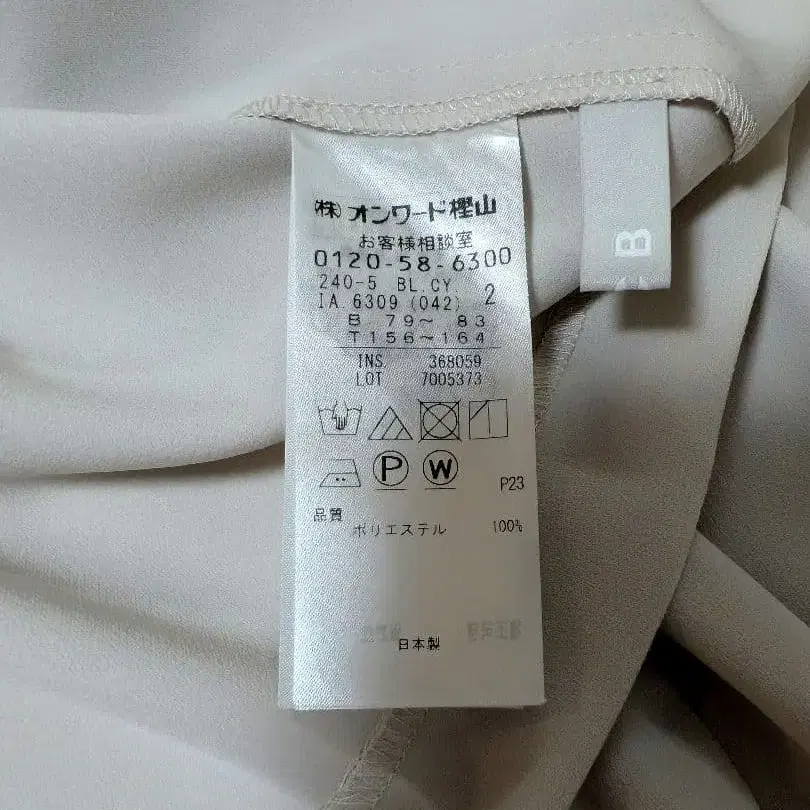 (株)オンワード樫山
お客様相談室
0120-58-6300
240-5 BL.CY
IA.6309 (042) 2
B 79～ 83
T156～164
INS. 368059
LOT 7005373
P W
P23
品質
ポリエステル 100%
日本製
B